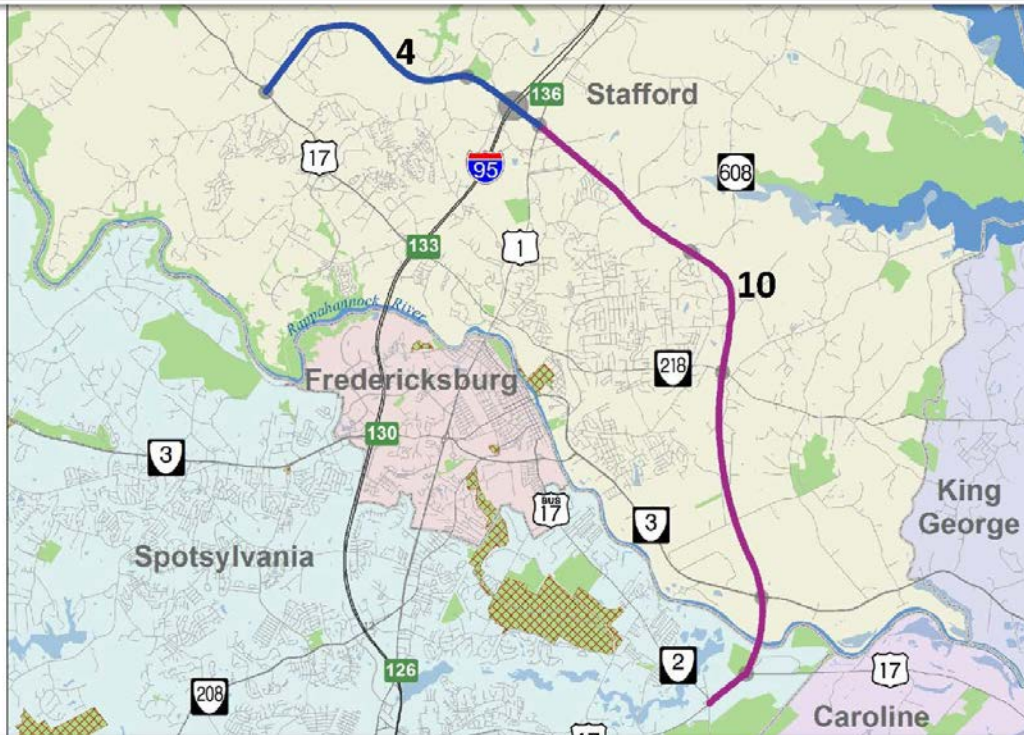 4
136
Stafford
17
95
608
133
1
10
Rappahannock River
218
Fredericksburg
130
3
King
George
BUS
17
3
Spotsylvania
2
126
17
208
Caroline